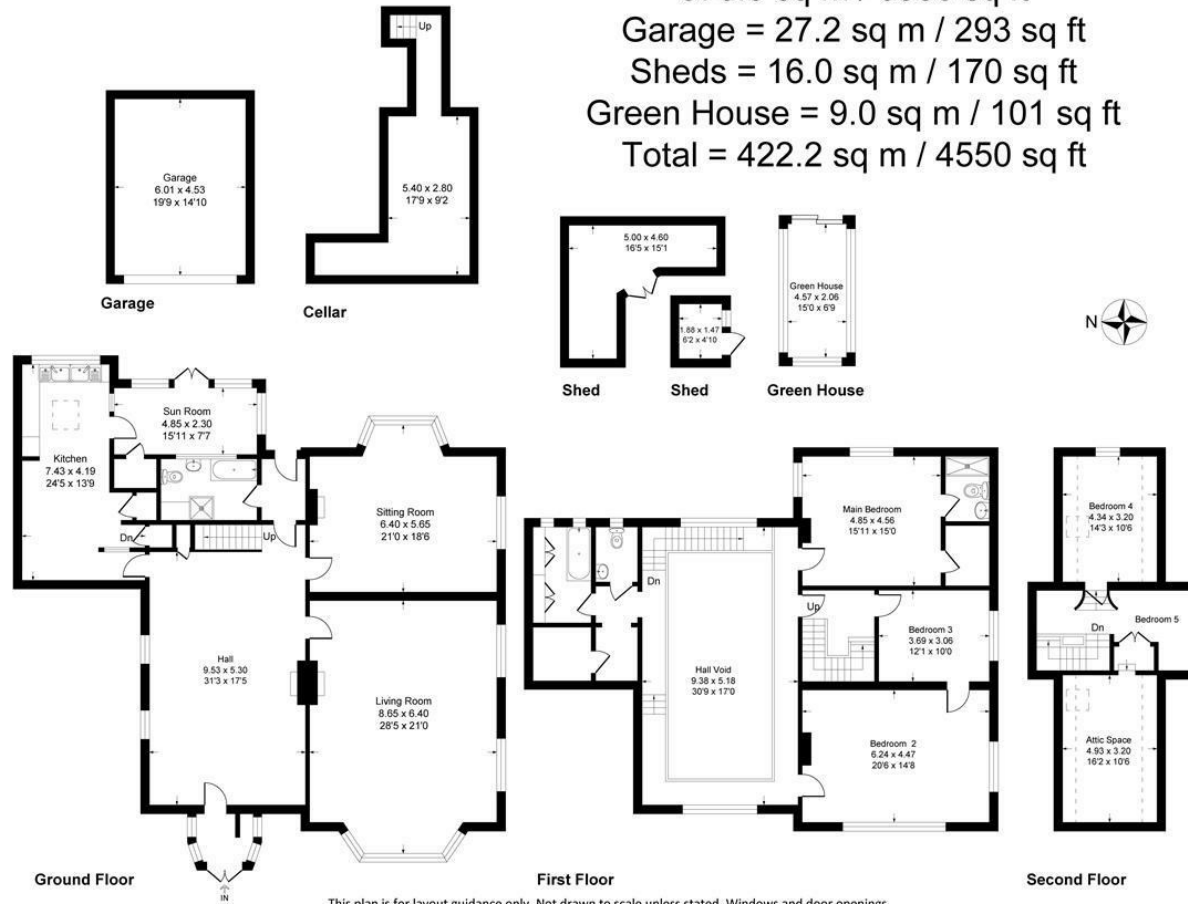 Garage = 27.2 sq m / 293 sq ft
Sheds = 16.0 sq m / 170 sq ft
Green House = 9.0 sq m / 101 sq ft
Total = 422.2 sq m / 4550 sq ft
Up
Garage
6.01 x 4.53
19'9 x 14'10
Garage
5.40 x 2.80
17'9 x 9'2
Cellar
5.00 x 4.60
16'5 x 15'1
Shed
1.88 x 1.47
6'2 x 4'10
Shed
Green House
4.57 x 2.06
15'0 x 6'9
Green House
N
Sun Room
4.85 x 2.30
15'11 x 7'7
Kitchen
7.43 x 4.19
24'5 x 13'9
Dn
Up
Sitting Room
6.40 x 5.65
21'0 x 18'6
Hall
9.53 x 5.30
31'3 x 17'5
Living Room
8.65 x 6.40
28'5 x 21'0
IN
Ground Floor
Main Bedroom
4.85 x 4.56
15'11 x 15'0
Dn
Up
Bedroom 3
3.69 x 3.06
12'1 x 10'0
Hall Void
9.38 x 5.18
30'9 x 17'0
Bedroom 2
6.24 x 4.47
20'6 x 14'8
First Floor
Bedroom 4
4.34 x 3.20
14'3 x 10'6
Dn
Bedroom 5
Attic Space
4.93 x 3.20
16'2 x 10'6
Second Floor
This plan is for layout guidance only. Not drawn to scale unless stated. Windows and door openings